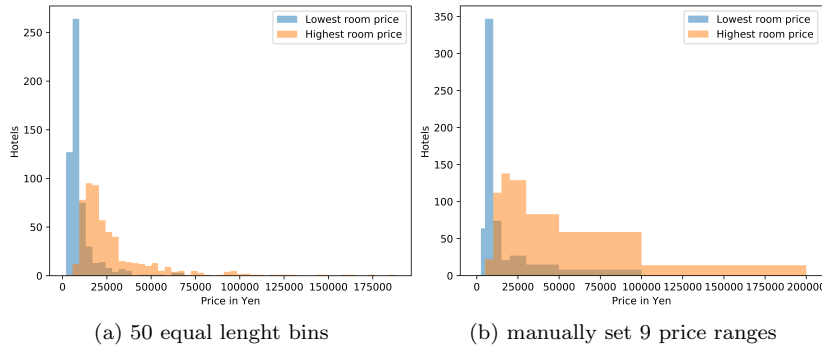 Lowest room price
Highest room price
250
200
150
100
50
0
Hotels
0 25000 50000 75000 100000 125000 150000 175000
Price in Yen
(a) 50 equal lenght bins
Lowest room price
Highest room price
350
300
250
200
150
100
50
0
Hotels
0 25000 50000 75000 100000 125000 150000 175000 200000
Price in Yen
(b) manually set 9 price ranges